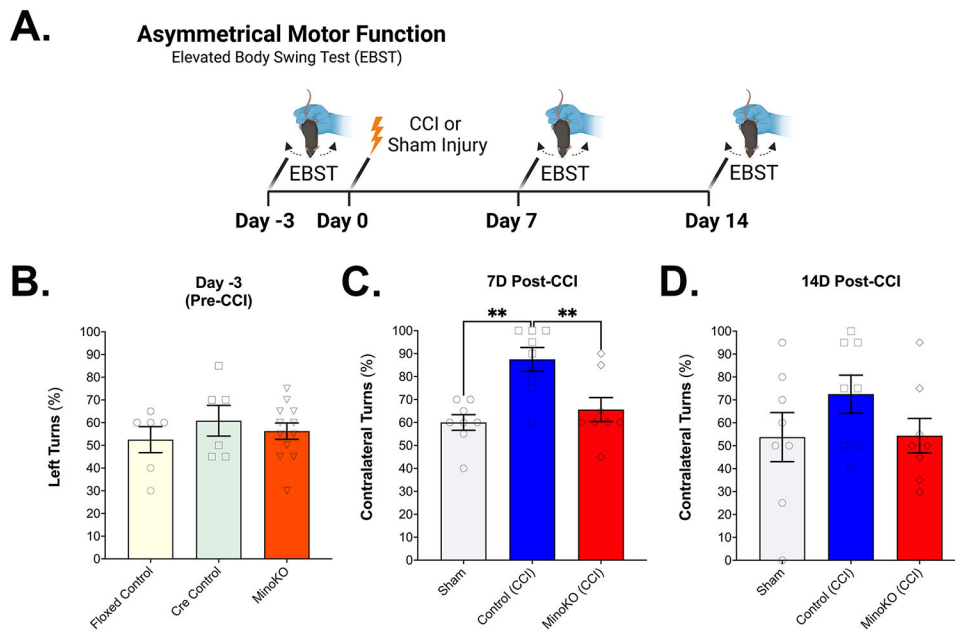 A.
Asymmetrical Motor Function
Elevated Body Swing Test (EBST)
CCI or
Sham Injury
EBST
EBST
EBST
Day -3
Day 0
Day 7
Day 14
B.
Day -3
(Pre-CCI)
Left Turns (%)
100
90
80
70
60
50
40
30
20
10
0
Floxed Control
Cre Control
MinoKO
C.
7D Post-CCI
**
**
Contralateral Turns (%)
100
90
80
70
60
50
40
30
20
10
0
Sham
Control (CCI)
MinoKO (CCI)
D.
14D Post-CCI
Contralateral Turns (%)
100
90
80
70
60
50
40
30
20
10
0
Sham
Control (CCI)
MinoKO (CCI)